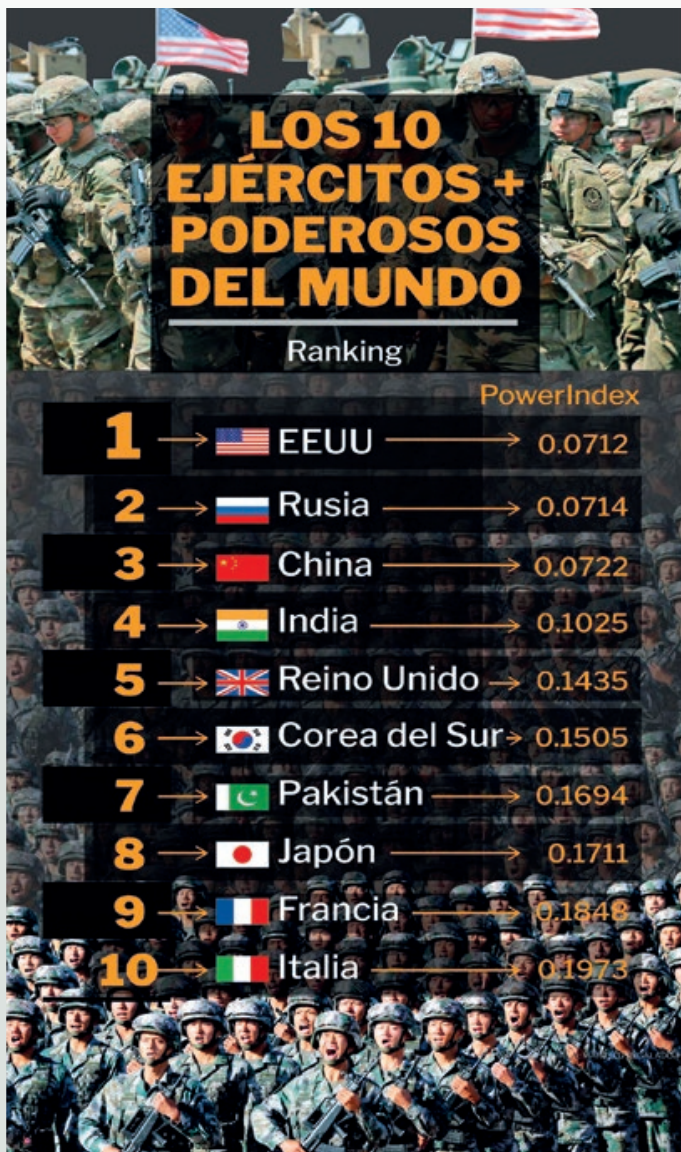 LOS 10
EJÉRCITOS +
PODEROSOS
DEL MUNDO
Ranking
PowerIndex
1 EEUU 0.0712
2 Rusia 0.0714
3 China 0.0722
4 India 0.1025
5 Reino Unido 0.1435
6 Corea del Sur 0.1505
7 Pakistán 0.1694
8 Japón 0.1711
9 Francia 0.1848
10 Italia 0.1973